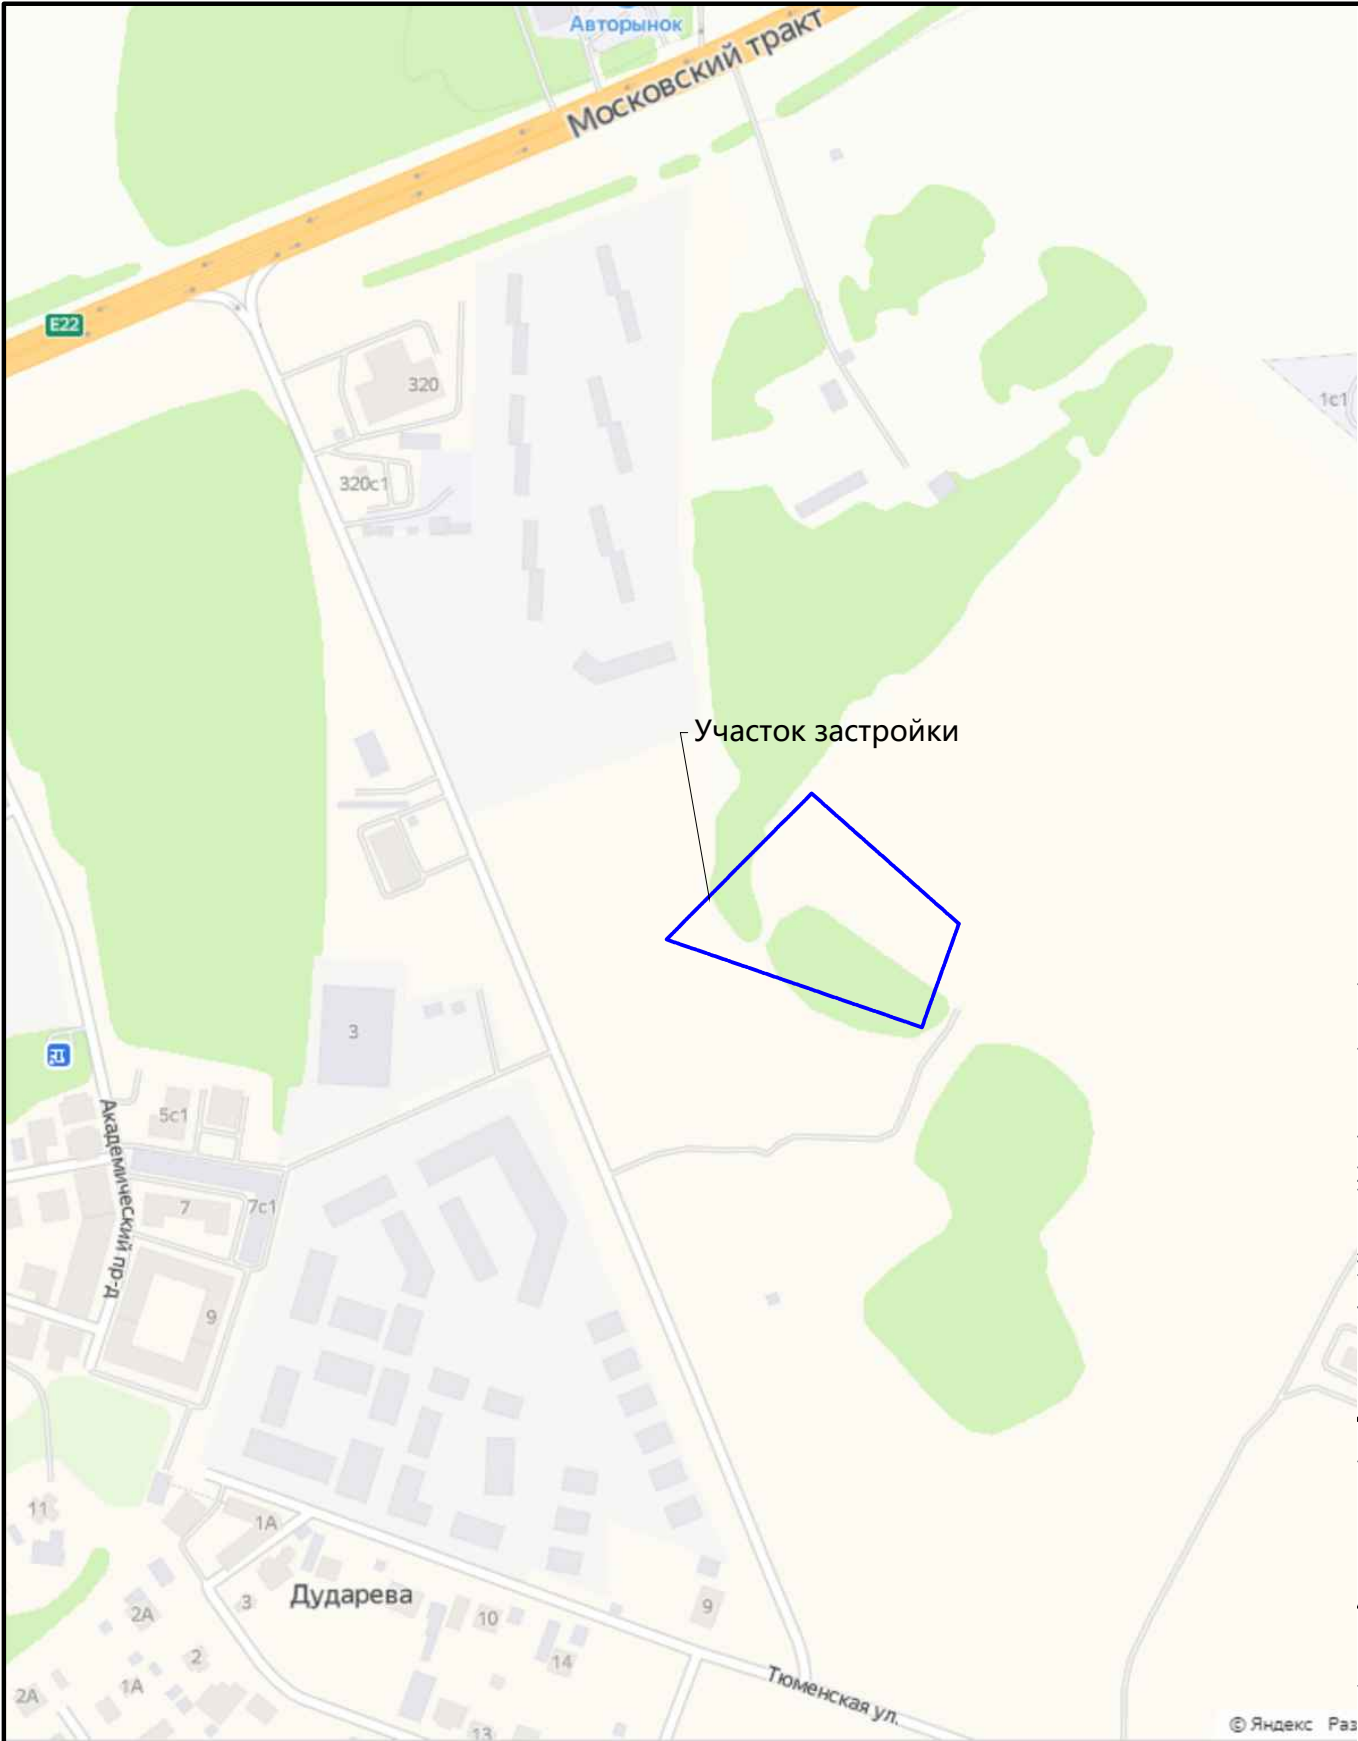 Авторынок
Московский тракт
E22
320
1с1
320с1
Участок застройки
3
5с1
Академический пр-д
7
7с1
9
11
1А
Дударева
3
2А
10
9
2
14
1А
2А
Тюменская ул.
13
© Яндекс Раз